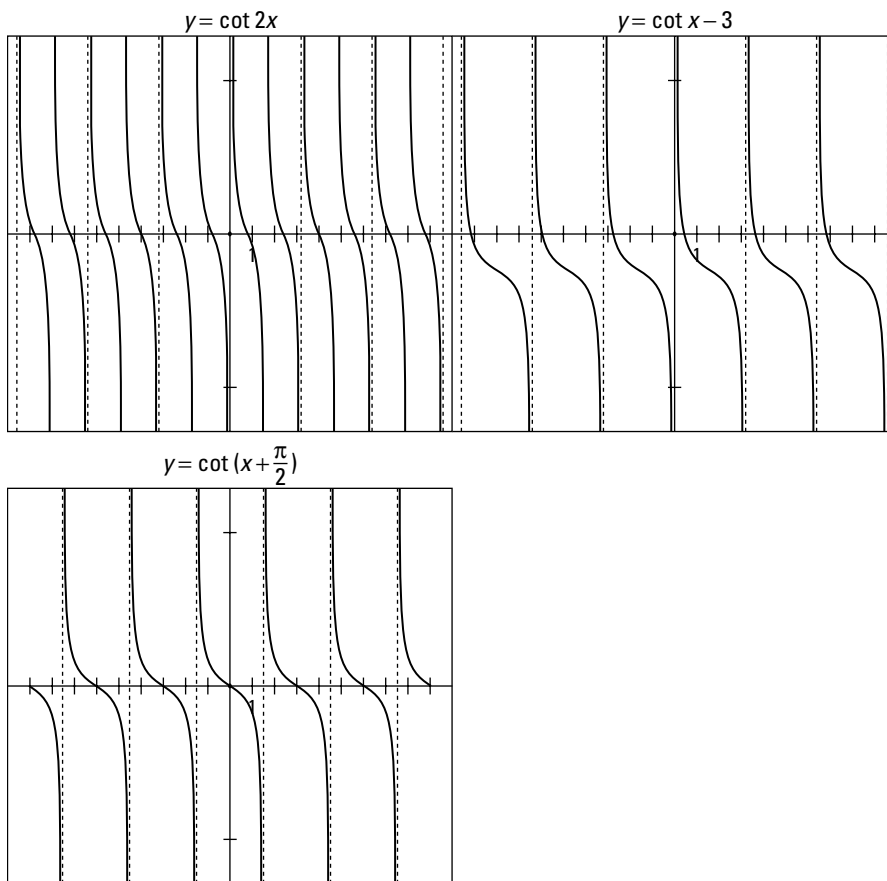 y = cot 2x
y = cot x − 3
1
1
y = cot (x + π/2)
1